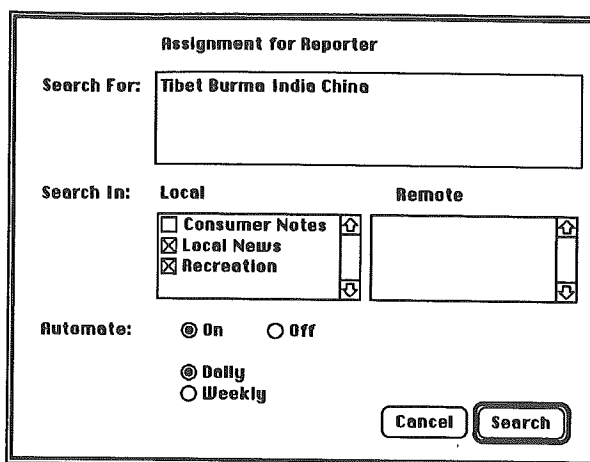 Assignment for Reporter
Search For: Tibet Burma India China
Search In: Local Remote
Consumer Notes
Local News
Recreation
Automate: On Off
Daily
Weekly
Cancel Search